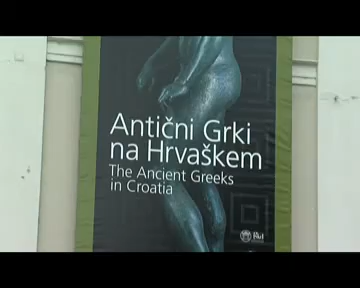 Antični Grki
na Hrvaškem
The Ancient Greeks
in Croatia